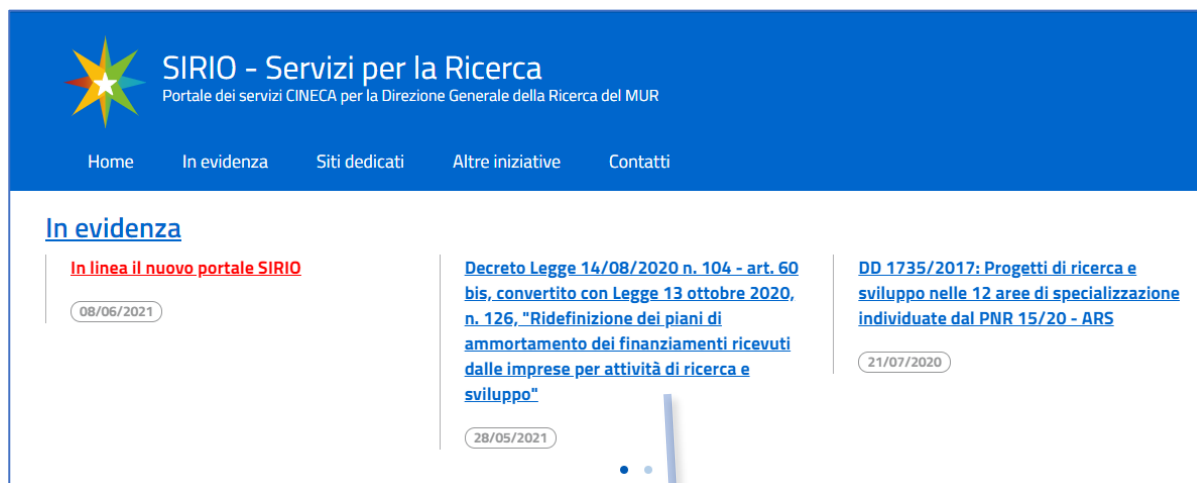 SIRIO - Servizi per la Ricerca
Portale dei servizi CINECA per la Direzione Generale della Ricerca del MUR
Home In evidenza Siti dedicati Altre iniziative Contatti
In evidenza
In linea il nuovo portale SIRIO
08/06/2021
Decreto Legge 14/08/2020 n. 104 - art. 60
bis, convertito con Legge 13 ottobre 2020,
n. 126, "Ridefinizione dei piani di
ammortamento dei finanziamenti ricevuti
dalle imprese per attività di ricerca e
sviluppo"
28/05/2021
DD 1735/2017: Progetti di ricerca e
sviluppo nelle 12 aree di specializzazione
individuate dal PNR 15/20 - ARS
21/07/2020